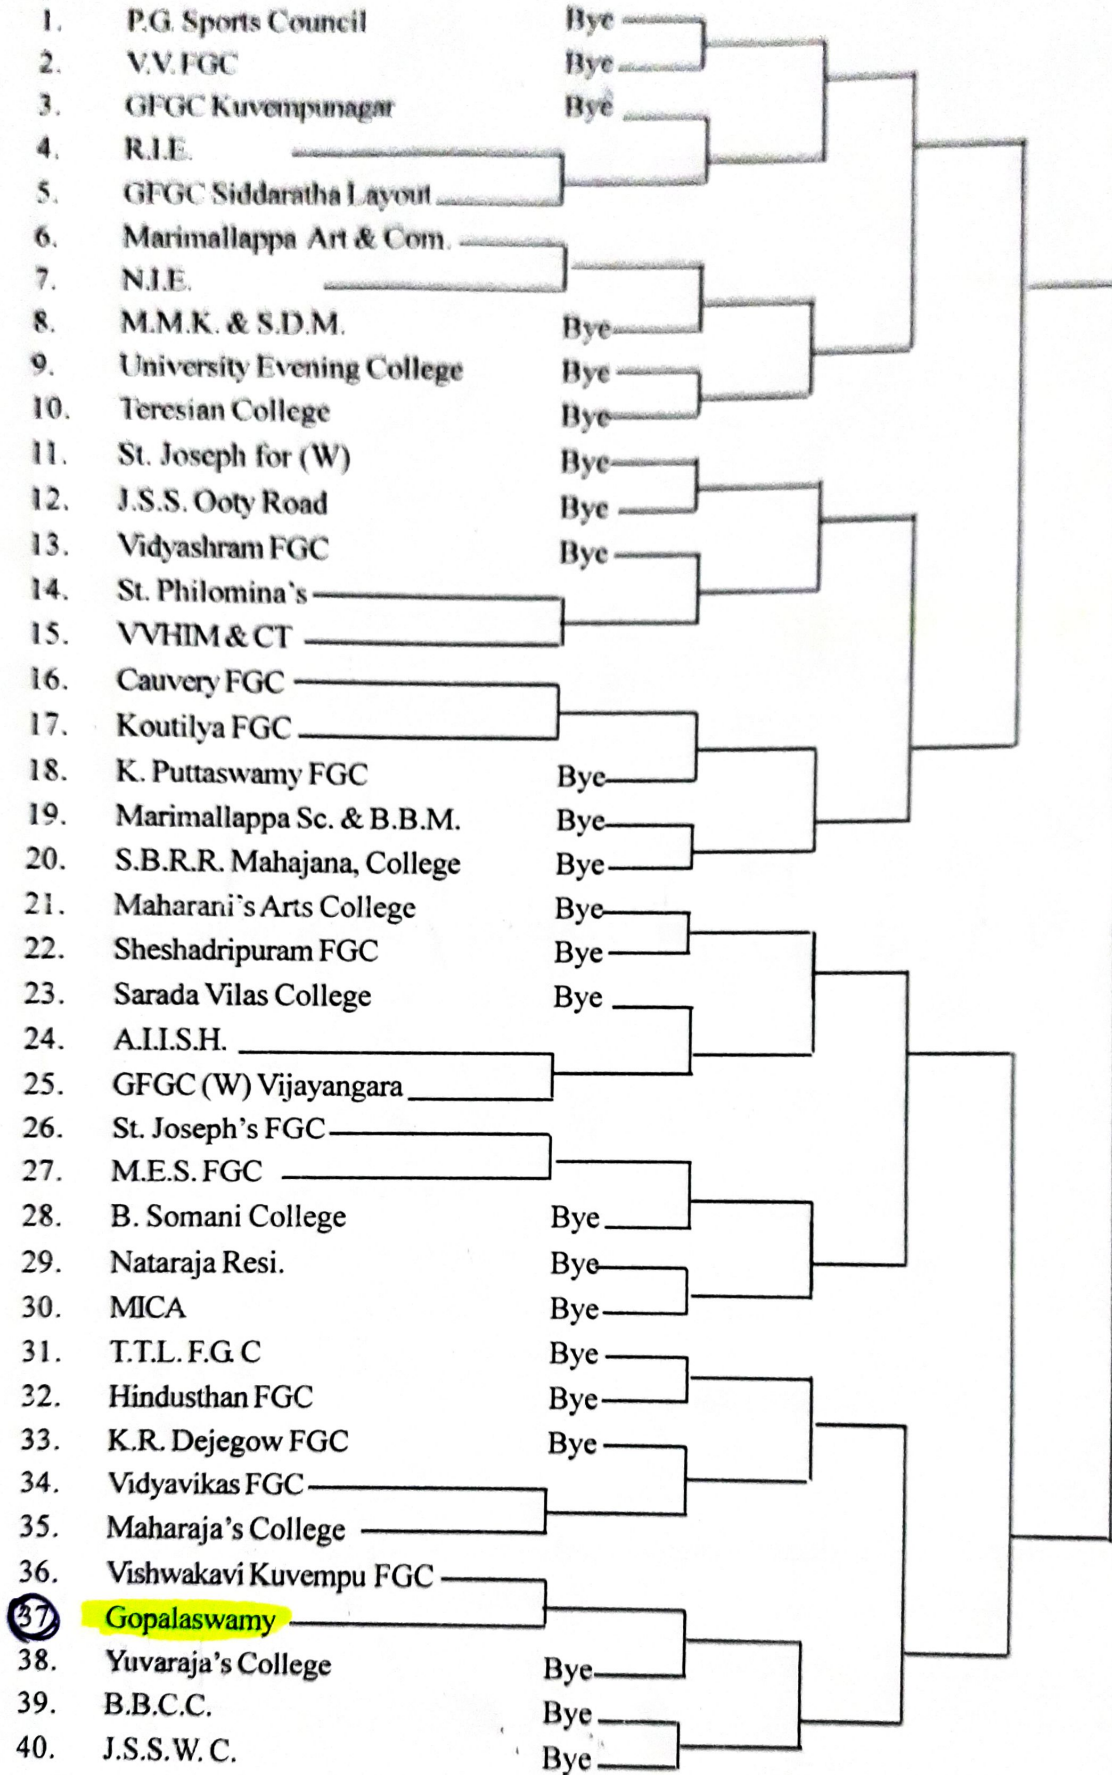 1. P.G. Sports Council Bye
2. V.V. FGC Bye
3. GFGC Kuvempunagar Bye
4. R.I.E.
5. GFGC Siddaratha Layout
6. Marimallappa Art & Com.
7. N.I.E.
8. M.M.K. & S.D.M. Bye
9. University Evening College Bye
10. Teresian College Bye
11. St. Joseph for (W) Bye
12. J.S.S. Ooty Road Bye
13. Vidyashram FGC Bye
14. St. Philomina's
15. VVHIM & CT
16. Cauvery FGC
17. Koutilya FGC
18. K. Puttaswamy FGC Bye
19. Marimallappa Sc. & B.B.M. Bye
20. S.B.R.R. Mahajana, College Bye
21. Maharani's Arts College Bye
22. Sheshadripuram FGC Bye
23. Sarada Vilas College Bye
24. A.I.I.S.H.
25. GFGC (W) Vijayangara
26. St. Joseph's FGC
27. M.E.S. FGC
28. B. Somani College Bye
29. Nataraja Resi. Bye
30. MICA Bye
31. T.T.L. F.G. C Bye
32. Hindusthan FGC Bye
33. K.R. Dejegow FGC Bye
34. Vidyavikas FGC
35. Maharaja's College
36. Vishwakavi Kuvempu FGC
37 Gopalaswamy
38. Yuvaraja's College Bye
39. B.B.C.C. Bye
40. J.S.S.W. C. Bye